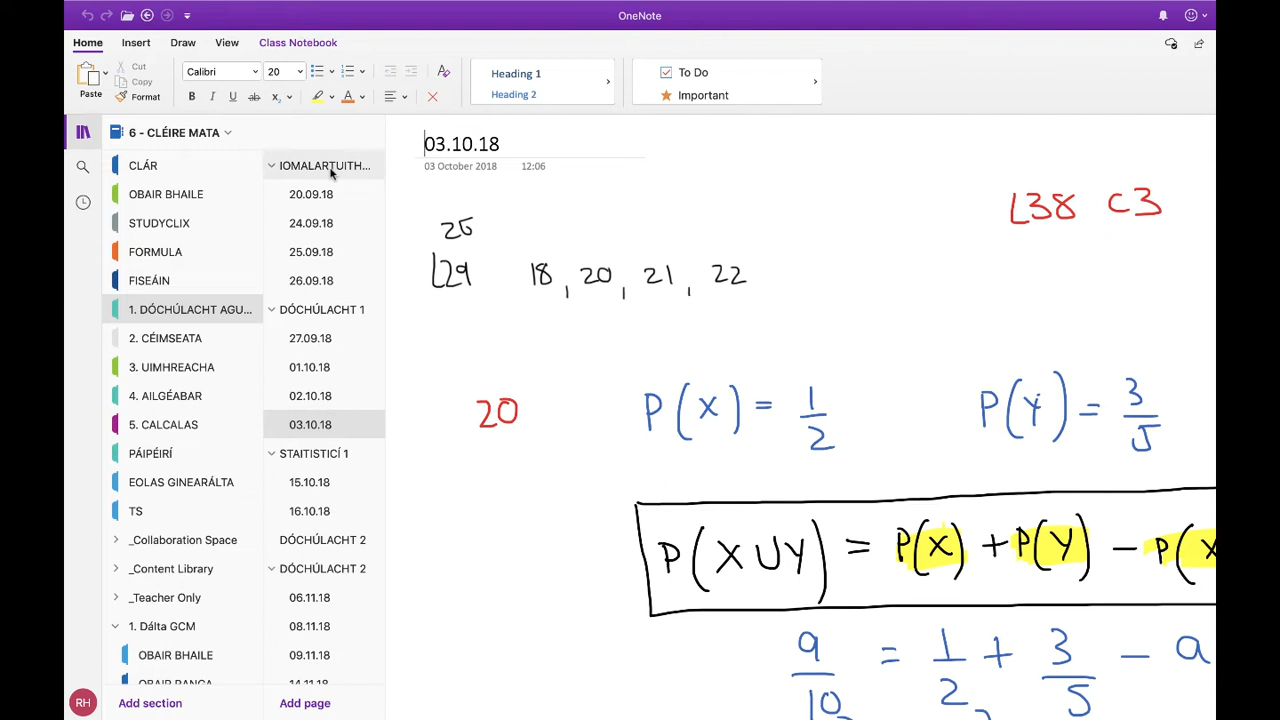 OneNote
Home Insert Draw View Class Notebook
Paste
Cut
Copy
Format
Calibri 20
B I U ab x
A
Heading 1
Heading 2
To Do
Important
6 - CLÉIRE MATA
CLÁR
OBAIR BHAILE
STUDYCLIX
FORMULA
FISEÁIN
1. DÓCHÚLACHT AGU...
2. CÉIMSEATA
3. UIMHREACHA
4. AILGÉABAR
5. CALCALAS
PÁIPÉIRÍ
EOLAS GINEARÁLTA
TS
_Collaboration Space
_Content Library
_Teacher Only
1. Dálta GCM
OBAIR BHAILE
OBAIR RANGA
Add section
RH
IOMALARTUITH...
20.09.18
24.09.18
25.09.18
26.09.18
DÓCHÚLACHT 1
27.09.18
01.10.18
02.10.18
03.10.18
STAITISTICÍ 1
15.10.18
16.10.18
DÓCHÚLACHT 2
DÓCHÚLACHT 2
06.11.18
08.11.18
09.11.18
14.11.18
Add page
03.10.18
03 October 2018 12:06
L38 C3
L29 18, 20, 21, 22
20 P(X) = 1/2 P(Y) = 3/5
P(X∪Y) = P(X) + P(Y) - P(X
9/10 = 1/2 + 3/5 - a